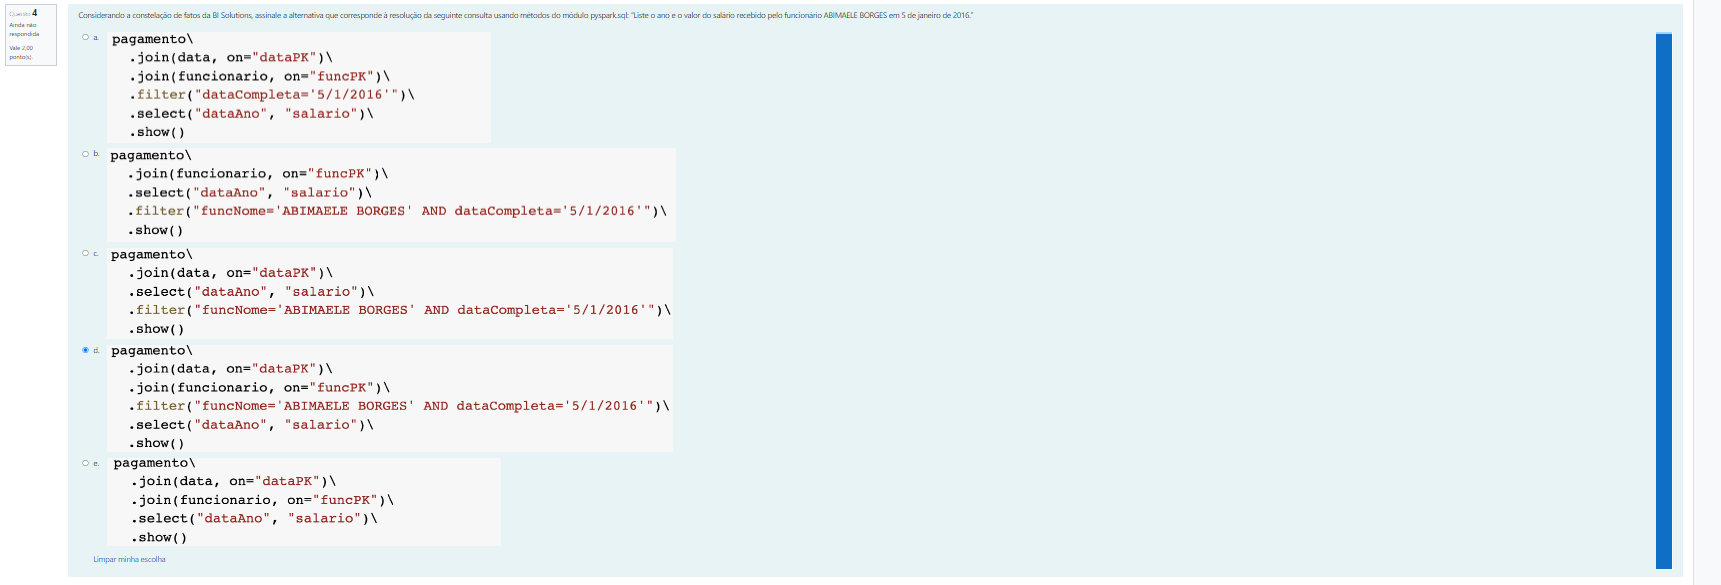 Questão 4
Ainda não
respondida
Vale 2,00
ponto(s).
Considerando a constelação de fatos da BI Solutions, assinale a alternativa que corresponde à resolução da seguinte consulta usando métodos do módulo pyspark.sql: "Liste o ano e o valor do salário recebido pelo funcionário ABIMAELE BORGES em 5 de janeiro de 2016."
a. pagamento\
.join(data, on="dataPK")\
.join(funcionario, on="funcPK")\
.filter("dataCompleta='5/1/2016'")\
.select("dataAno", "salario")\
.show()
b. pagamento\
.join(funcionario, on="funcPK")\
.select("dataAno", "salario")\
.filter("funcNome='ABIMAELE BORGES' AND dataCompleta='5/1/2016'")\
.show()
c. pagamento\
.join(data, on="dataPK")\
.select("dataAno", "salario")\
.filter("funcNome='ABIMAELE BORGES' AND dataCompleta='5/1/2016'")\
.show()
d. pagamento\
.join(data, on="dataPK")\
.join(funcionario, on="funcPK")\
.filter("funcNome='ABIMAELE BORGES' AND dataCompleta='5/1/2016'")\
.select("dataAno", "salario")\
.show()
e. pagamento\
.join(data, on="dataPK")\
.join(funcionario, on="funcPK")\
.select("dataAno", "salario")\
.show()
Limpar minha escolha